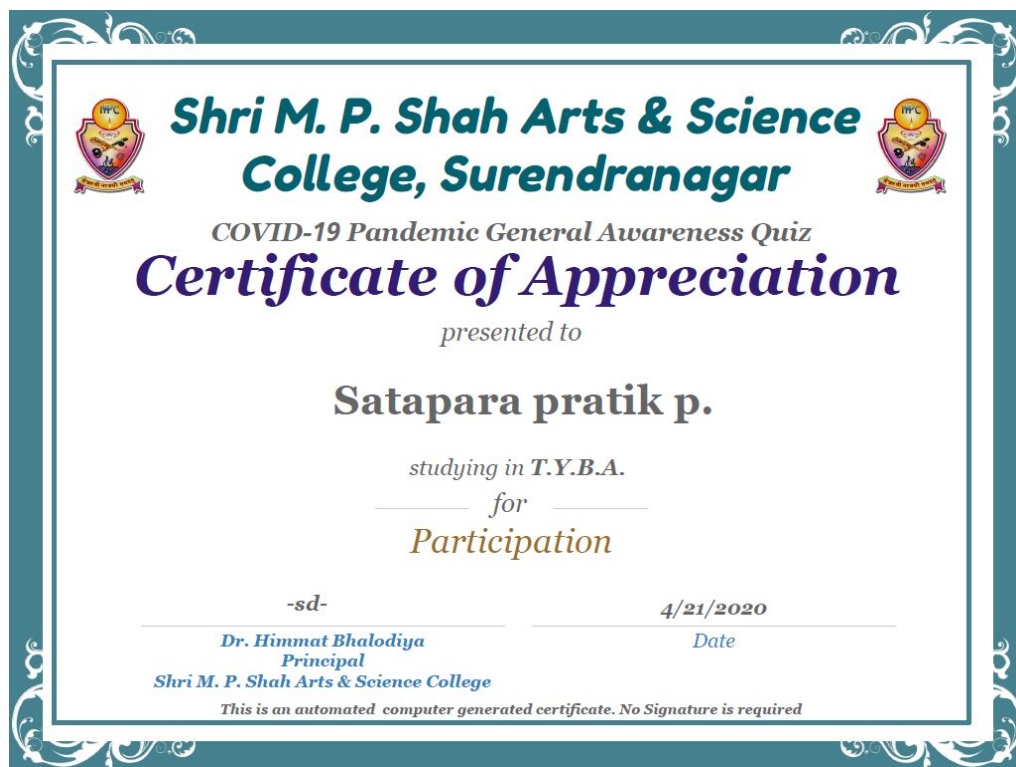 Shri M. P. Shah Arts & Science
College, Surendranagar
COVID-19 Pandemic General Awareness Quiz
Certificate of Appreciation
presented to
Satapara pratik p.
studying in T.Y.B.A.
for
Participation
-sd-
4/21/2020
Dr. Himmat Bhalodiya
Date
Principal
Shri M. P. Shah Arts & Science College
This is an automated computer generated certificate. No Signature is required